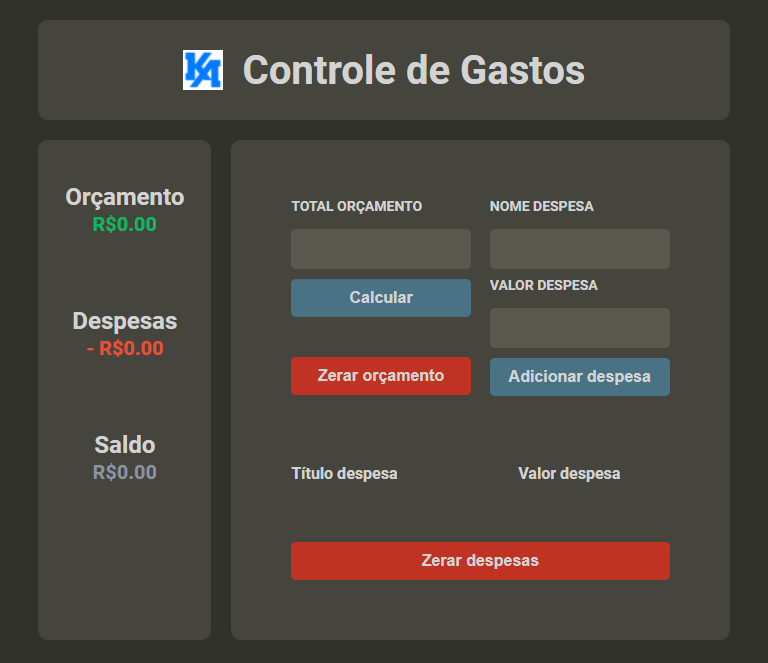 KA Controle de Gastos
Orçamento
R$0.00
Despesas
- R$0.00
Saldo
R$0.00
TOTAL ORÇAMENTO
Calcular
Zerar orçamento
NOME DESPESA
VALOR DESPESA
Adicionar despesa
Título despesa Valor despesa
Zerar despesas